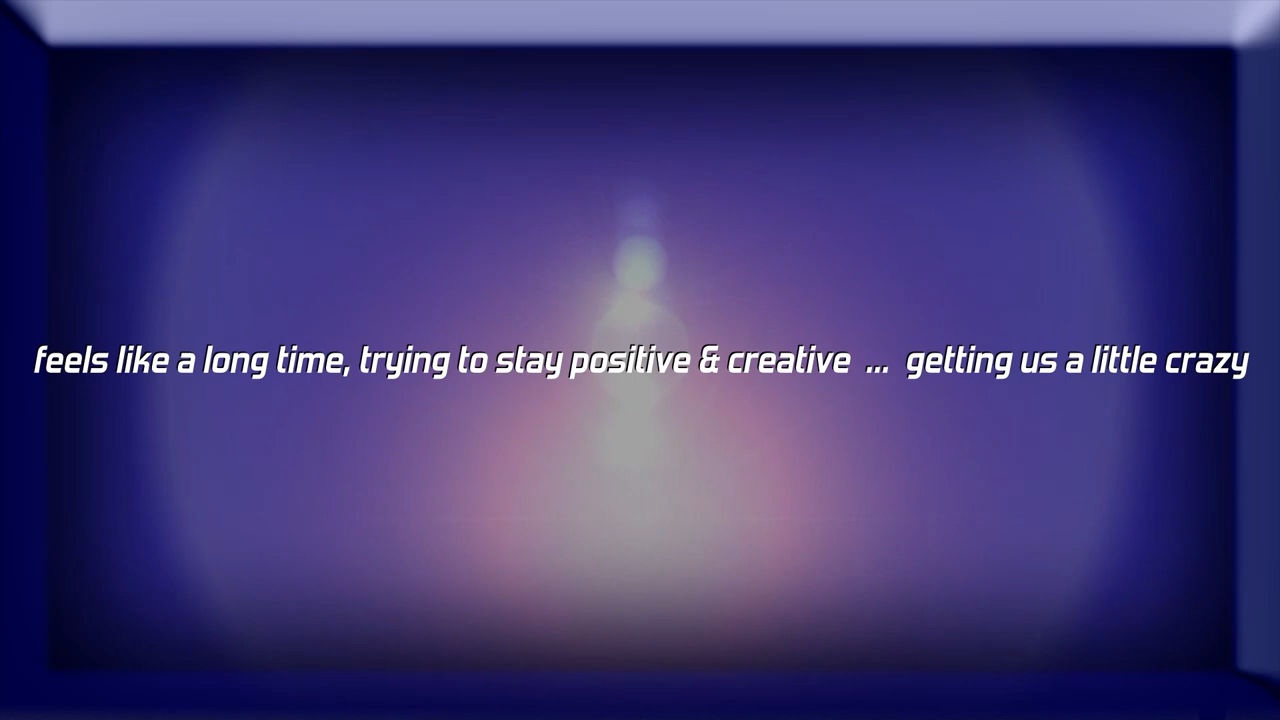 feels like a long time, trying to stay positive & creative ... getting us a little crazy